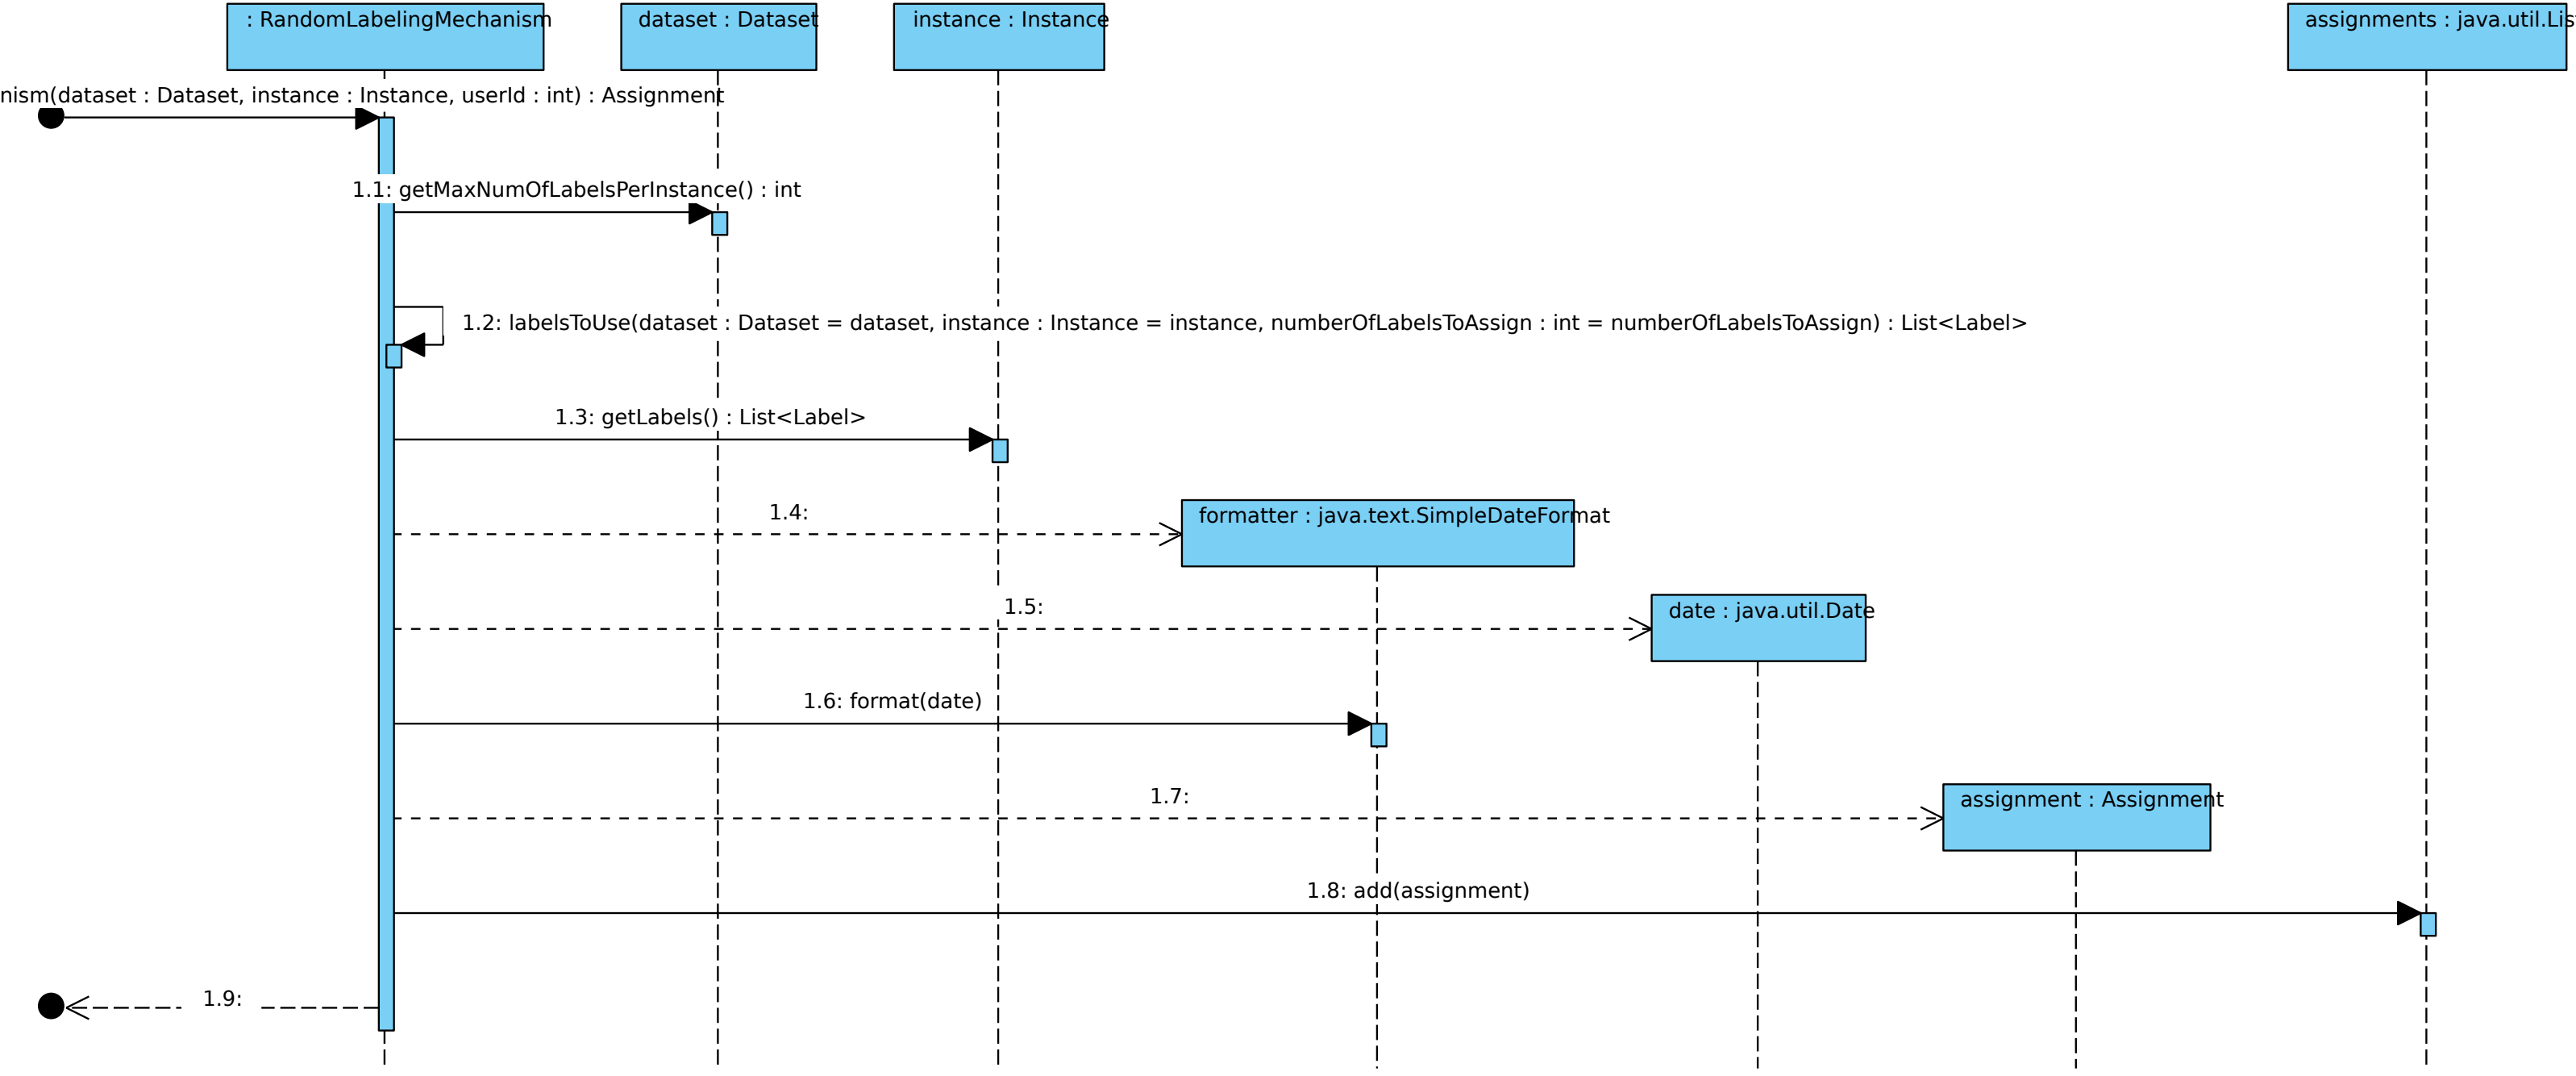 : RandomLabelingMechanism
dataset : Dataset
instance : Instance
assignments : java.util.Lis
nism(dataset : Dataset, instance : Instance, userId : int) : Assignment
1.1: getMaxNumOfLabelsPerInstance() : int
1.2: labelsToUse(dataset : Dataset = dataset, instance : Instance = instance, numberOfLabelsToAssign : int = numberOfLabelsToAssign) : List<Label>
1.3: getLabels() : List<Label>
1.4:
formatter : java.text.SimpleDateFormat
1.5:
date : java.util.Date
1.6: format(date)
1.7:
assignment : Assignment
1.8: add(assignment)
1.9: